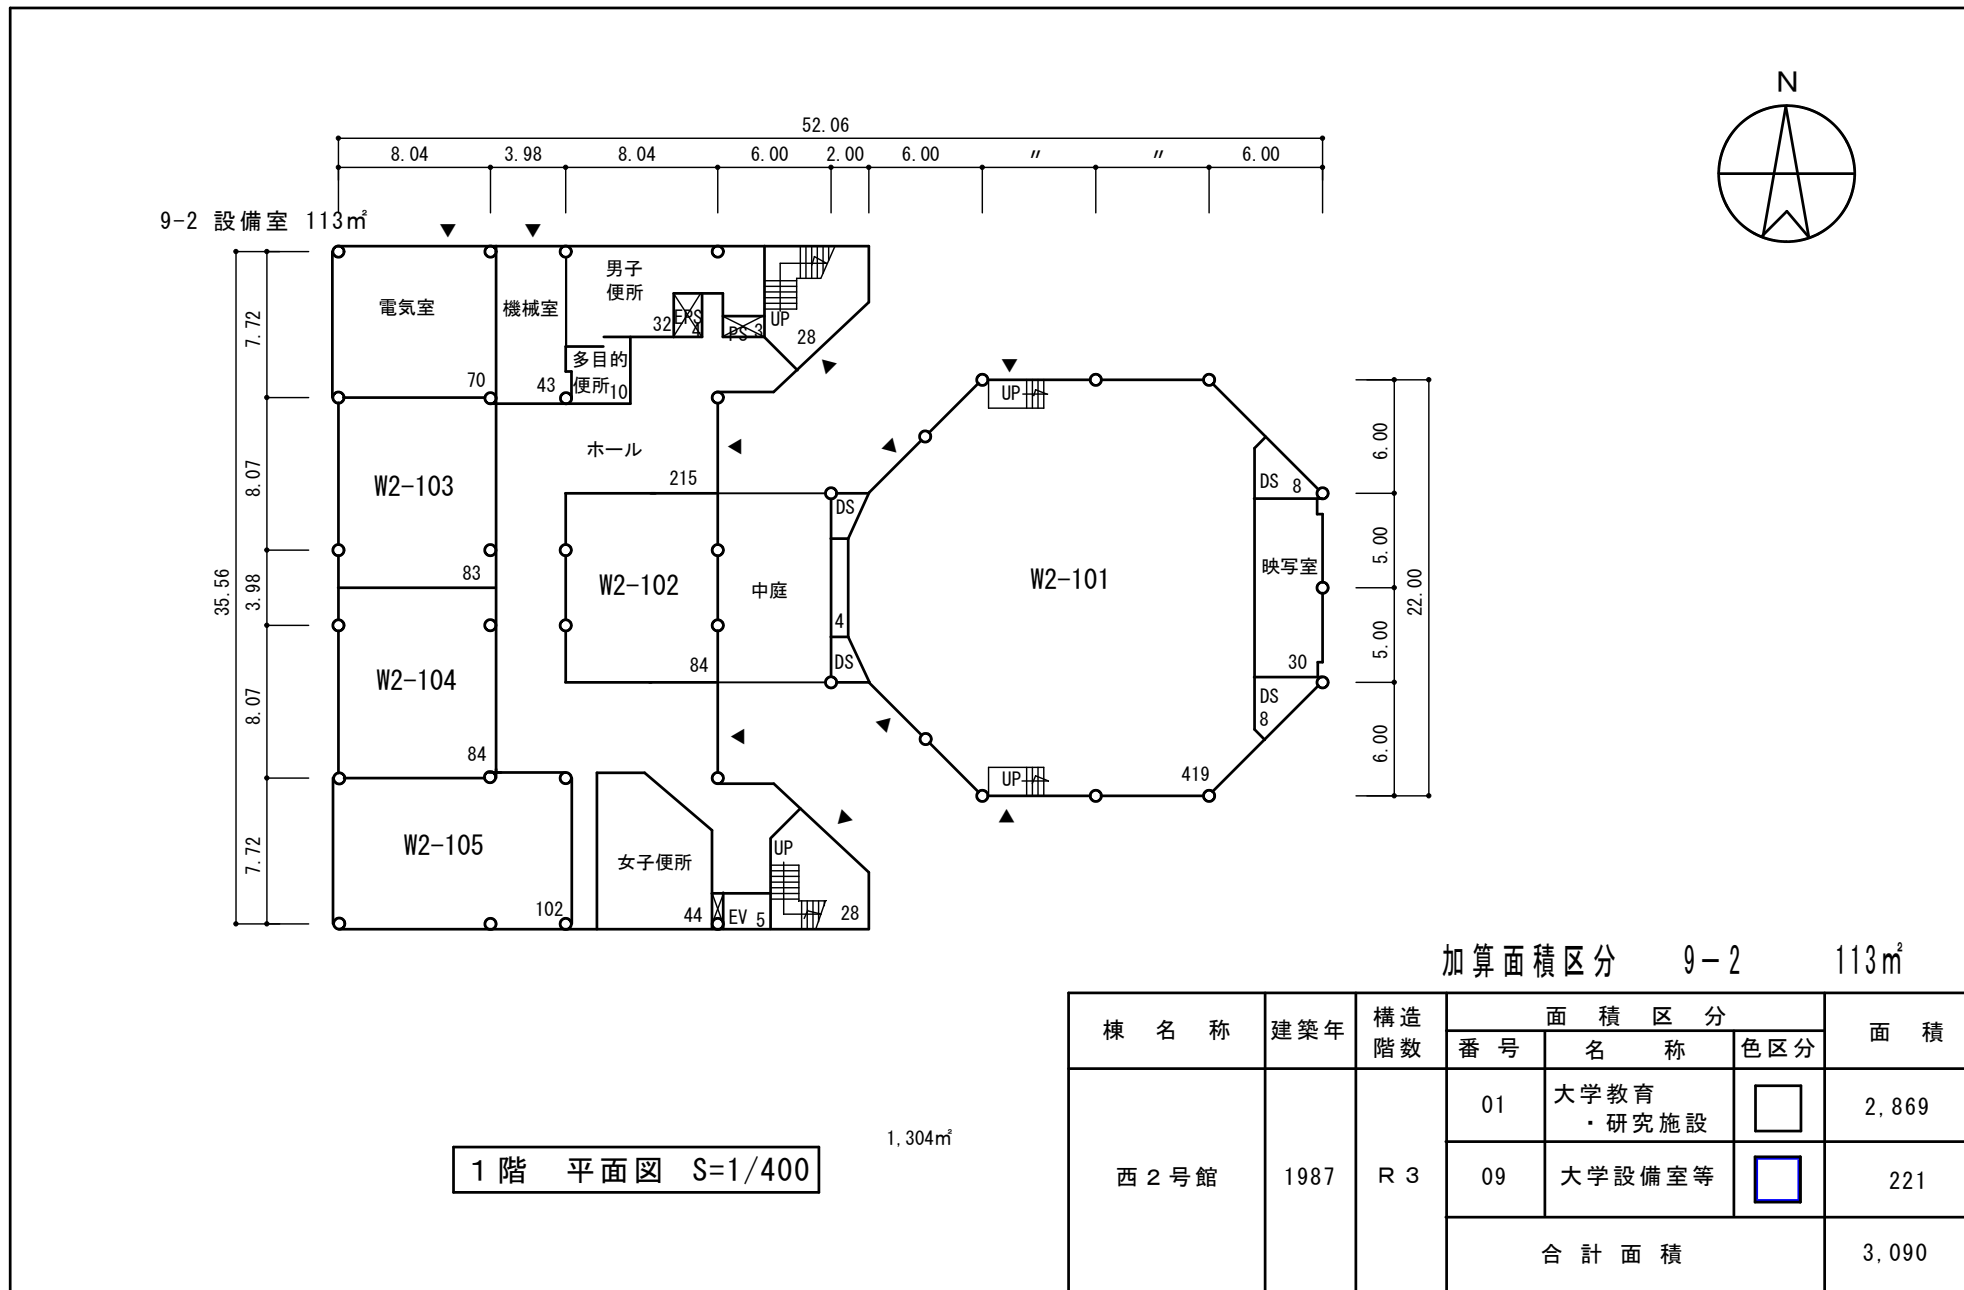 N
52.06
8.04 3.98 8.04 6.00 2.00 6.00 〃 〃 6.00
9-2 設備室 113㎡
35.56
7.72
8.07
3.98
8.07
7.72
電気室
70
機械室
43
男子
便所
32
EPS
4
PS 3
UP
28
多目的
便所 10
ホール
215
W2-103
83
W2-102
84
中庭
DS
4
DS
W2-104
84
W2-105
102
女子便所
44
EV 5
UP
28
UP
W2-101
419
UP
DS 8
映写室
30
DS
8
6.00
5.00
5.00
6.00
22.00
加算面積区分 9-2 113㎡
棟名称 建築年 構造階数 面積区分 面積
番号 名称 色区分
西2号館 1987 R3
01 大学教育・研究施設 2,869
09 大学設備室等 221
合計面積 3,090
1階 平面図 S=1/400
1,304㎡